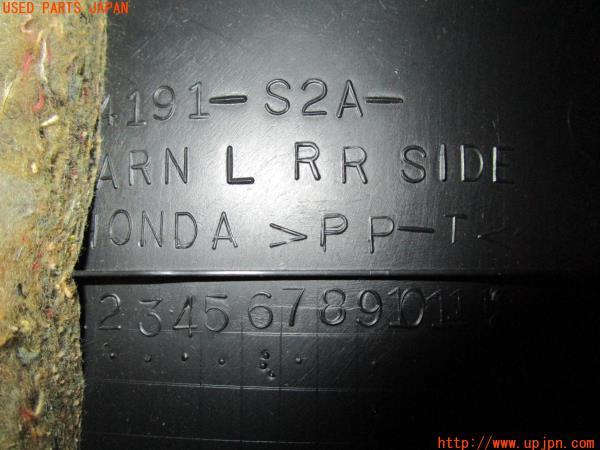 USED PARTS JAPAN
4191-S2A-
ARN L RR SIDE
HONDA >PP-T<
2 3 4 5 6 7 8 9 10 11
http://www.upjpn.com